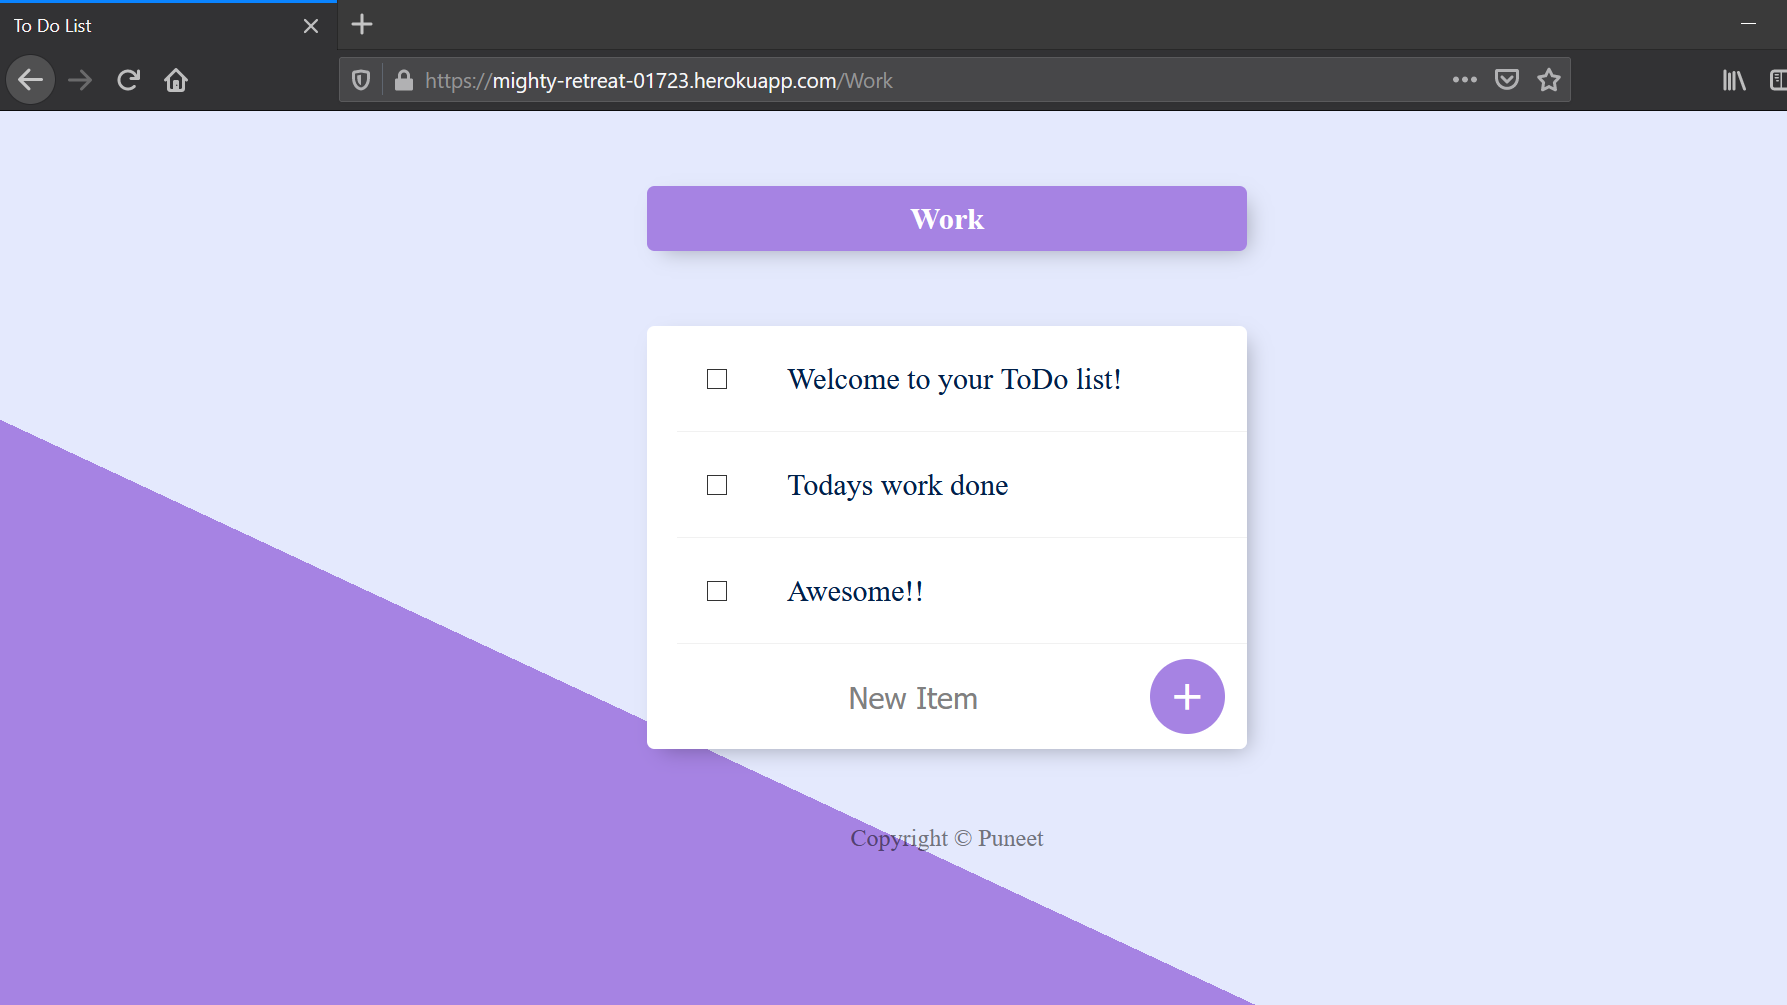 To Do List
https://mighty-retreat-01723.herokuapp.com/Work
Work
Welcome to your ToDo list!
Todays work done
Awesome!!
New Item
Copyright © Puneet